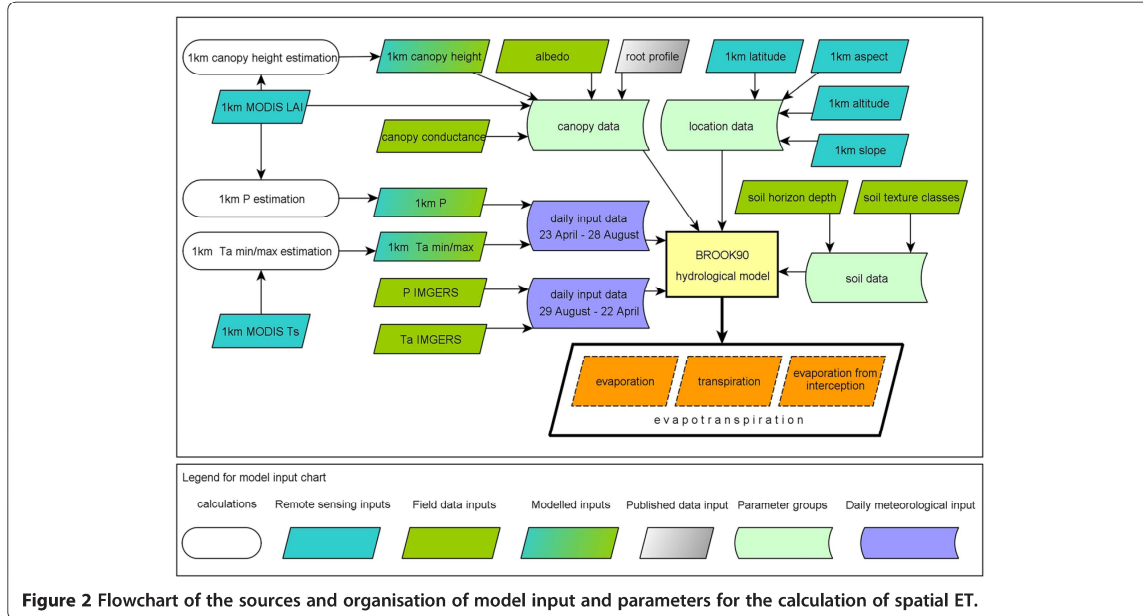 1km canopy height estimation
1km canopy height
albedo
root profile
1km latitude
1km aspect
1km MODIS LAI
1km altitude
canopy data
location data
canopy conductance
1km slope
1km P estimation
1km P
soil horizon depth
soil texture classes
daily input data
23 April - 28 August
1km Ta min/max estimation
1km Ta min/max
BROOK90
hydrological model
soil data
P IMGERS
daily input data
29 August - 22 April
1km MODIS Ts
Ta IMGERS
evaporation
transpiration
evaporation from
interception
evapotranspiration
Legend for model input chart
calculations
Remote sensing inputs
Field data inputs
Modelled inputs
Published data input
Parameter groups
Daily meteorological input
Figure 2 Flowchart of the sources and organisation of model input and parameters for the calculation of spatial ET.